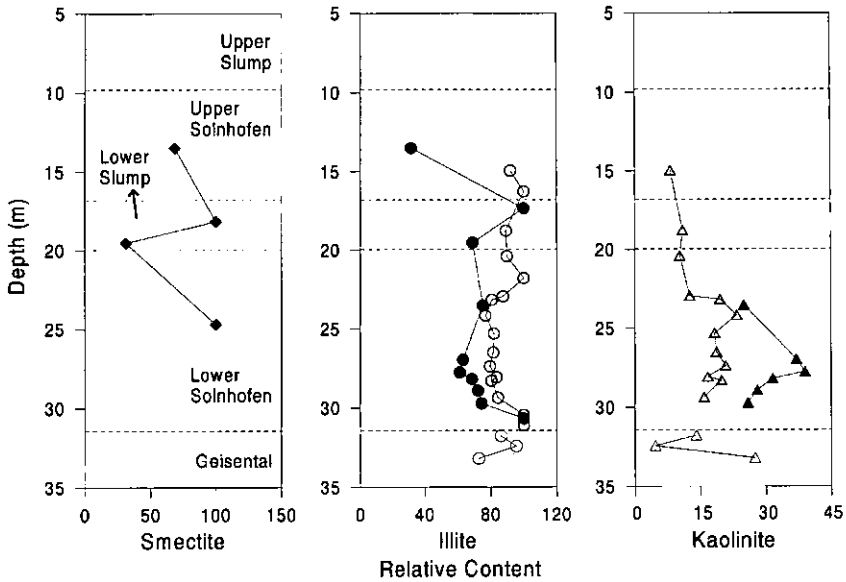 5
10
15
20
25
30
35
Depth (m)
Upper
Slump
Upper
Solnhofen
Lower
Slump
Lower
Solnhofen
Geisental
0 50 100 150
Smectite
5
10
15
20
25
30
35
0 40 80 120
Illite
Relative Content
5
10
15
20
25
30
35
0 15 30 45
Kaolinite